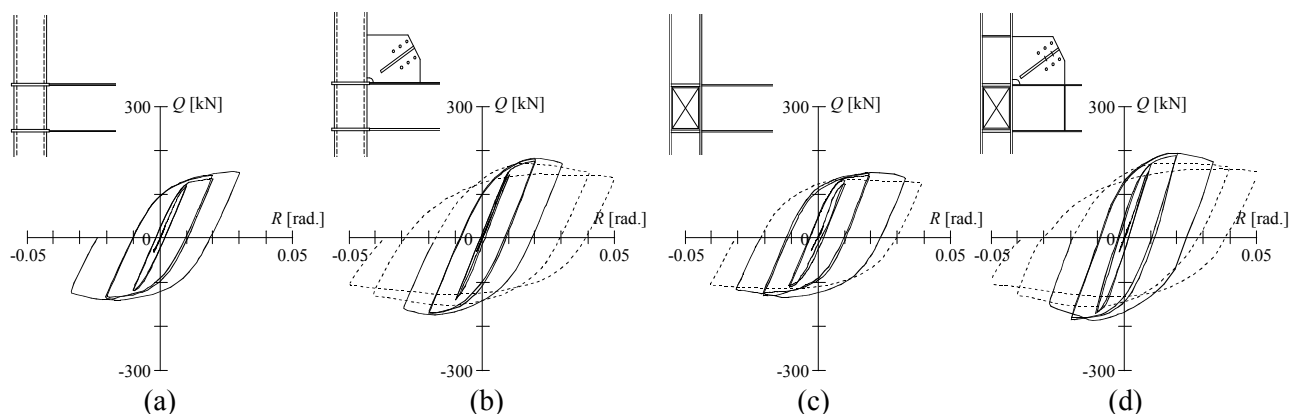 300 Q [kN]
R [rad.]
-0.05 0 0.05
-300
(a)
300 Q [kN]
R [rad.]
-0.05 0 0.05
-300
(b)
300 Q [kN]
R [rad.]
-0.05 0 0.05
-300
(c)
300 Q [kN]
R [rad.]
-0.05 0 0.05
-300
(d)